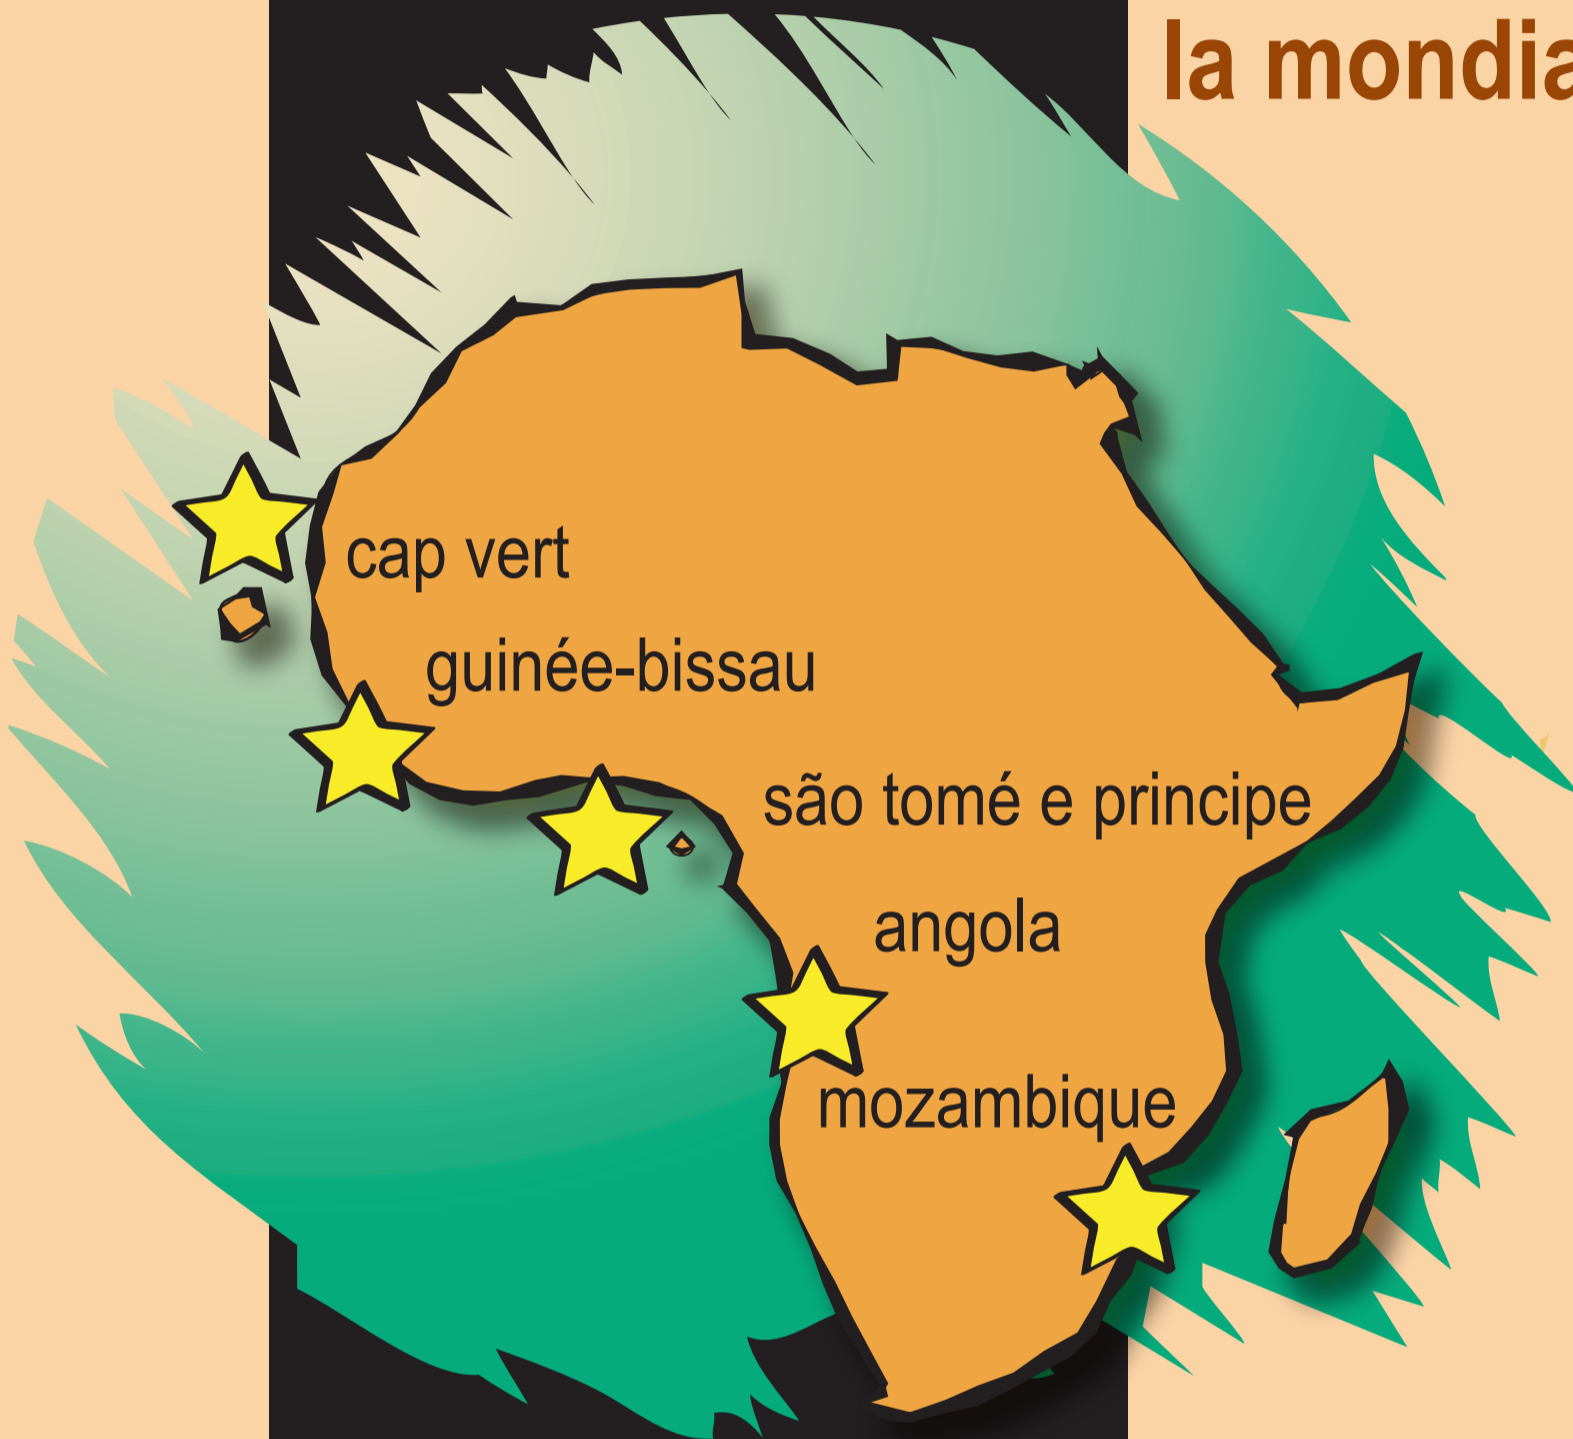 la mondia
cap vert
guinée-bissau
são tomé e principe
angola
mozambique